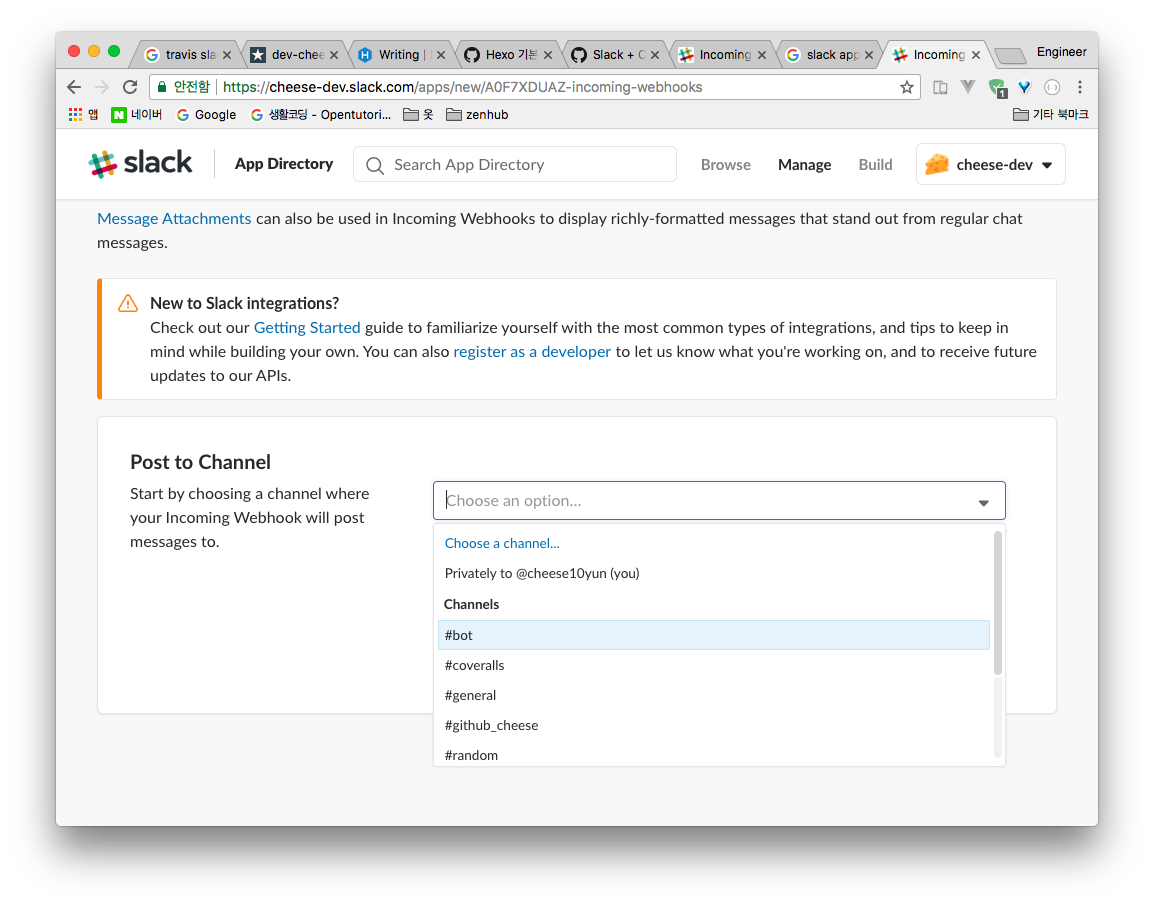 travis sla
dev-chee
Writing |
Hexo 기본
Slack + C
Incoming
slack app
Incoming
Engineer
안전함 https://cheese-dev.slack.com/apps/new/A0F7XDUAZ-incoming-webhooks
1
앱 네이버 Google 생활코딩 - Opentutori... 옷 zenhub 기타 북마크
slack App Directory Search App Directory Browse Manage Build cheese-dev
Message Attachments can also be used in Incoming Webhooks to display richly-formatted messages that stand out from regular chat
messages.
New to Slack integrations?
Check out our Getting Started guide to familiarize yourself with the most common types of integrations, and tips to keep in
mind while building your own. You can also register as a developer to let us know what you're working on, and to receive future
updates to our APIs.
Post to Channel
Start by choosing a channel where
your Incoming Webhook will post
messages to.
Choose an option...
Choose a channel...
Privately to @cheese10yun (you)
Channels
#bot
#coveralls
#general
#github_cheese
#random